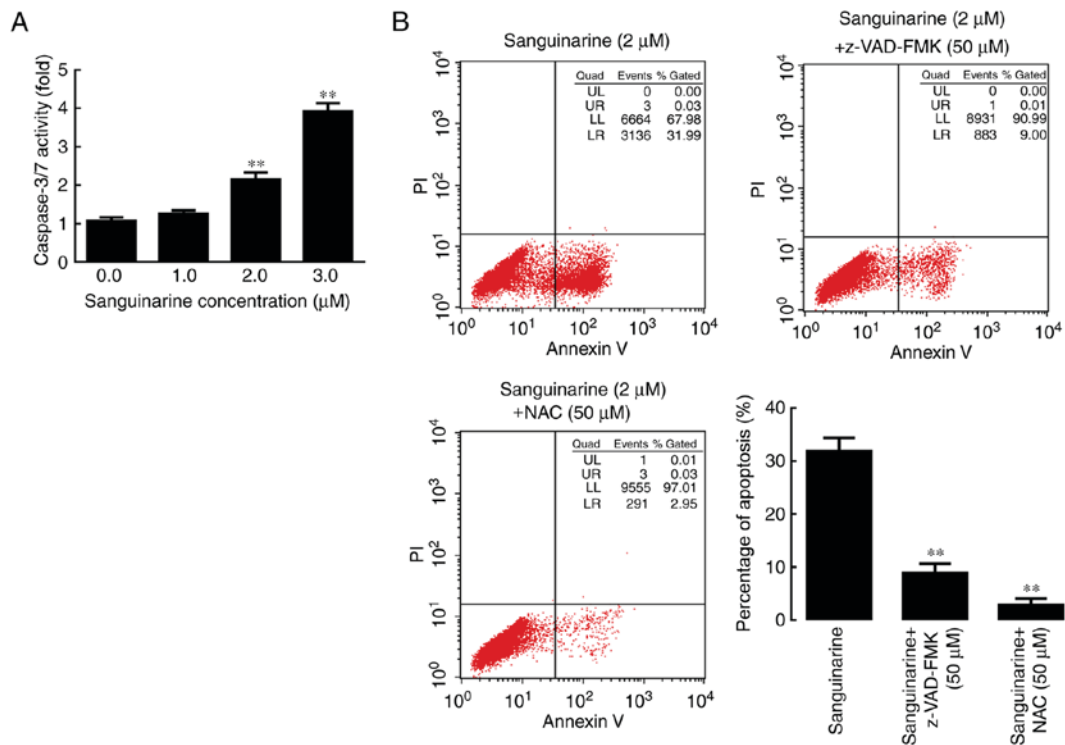 A
Caspase-3/7 activity (fold)
5
4
3
2
1
0
**
**
0.0 1.0 2.0 3.0
Sanguinarine concentration (µM)
B
Sanguinarine (2 µM)
Quad Events % Gated
UL 0 0.00
UR 3 0.03
LL 6664 67.98
LR 3136 31.99
PI
10⁴
10³
10²
10¹
10⁰
10⁰ 10¹ 10² 10³ 10⁴
Annexin V
Sanguinarine (2 µM)
+z-VAD-FMK (50 µM)
Quad Events % Gated
UL 0 0.00
UR 1 0.01
LL 8931 90.99
LR 883 9.00
PI
10⁴
10³
10²
10¹
10⁰
10⁰ 10¹ 10² 10³ 10⁴
Annexin V
Sanguinarine (2 µM)
+NAC (50 µM)
Quad Events % Gated
UL 1 0.01
UR 3 0.03
LL 9555 97.01
LR 291 2.95
PI
10⁴
10³
10²
10¹
10⁰
10⁰ 10¹ 10² 10³ 10⁴
Annexin V
Percentage of apoptosis (%)
40
30
20
10
0
**
**
Sanguinarine
Sanguinarine+
z-VAD-FMK
(50 µM)
Sanguinarine+
NAC (50 µM)